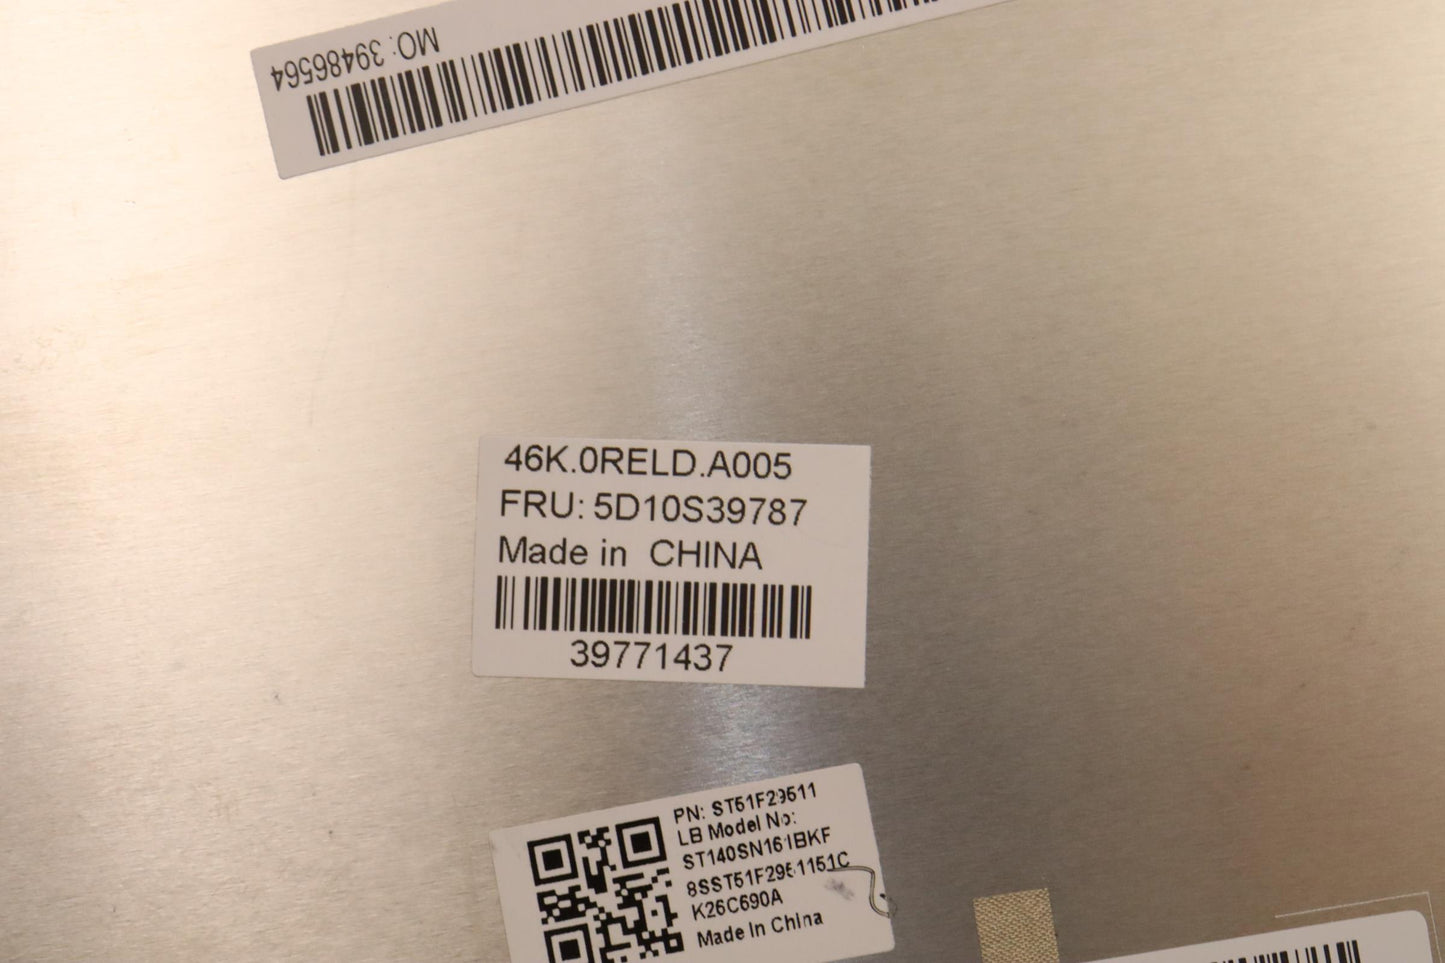 MO: 39486564
46K.0RELD.A005
FRU: 5D10S39787
Made in CHINA
39771437
PN:
LB Model No:
ST140SN161BKF
K26C690A
Made In China